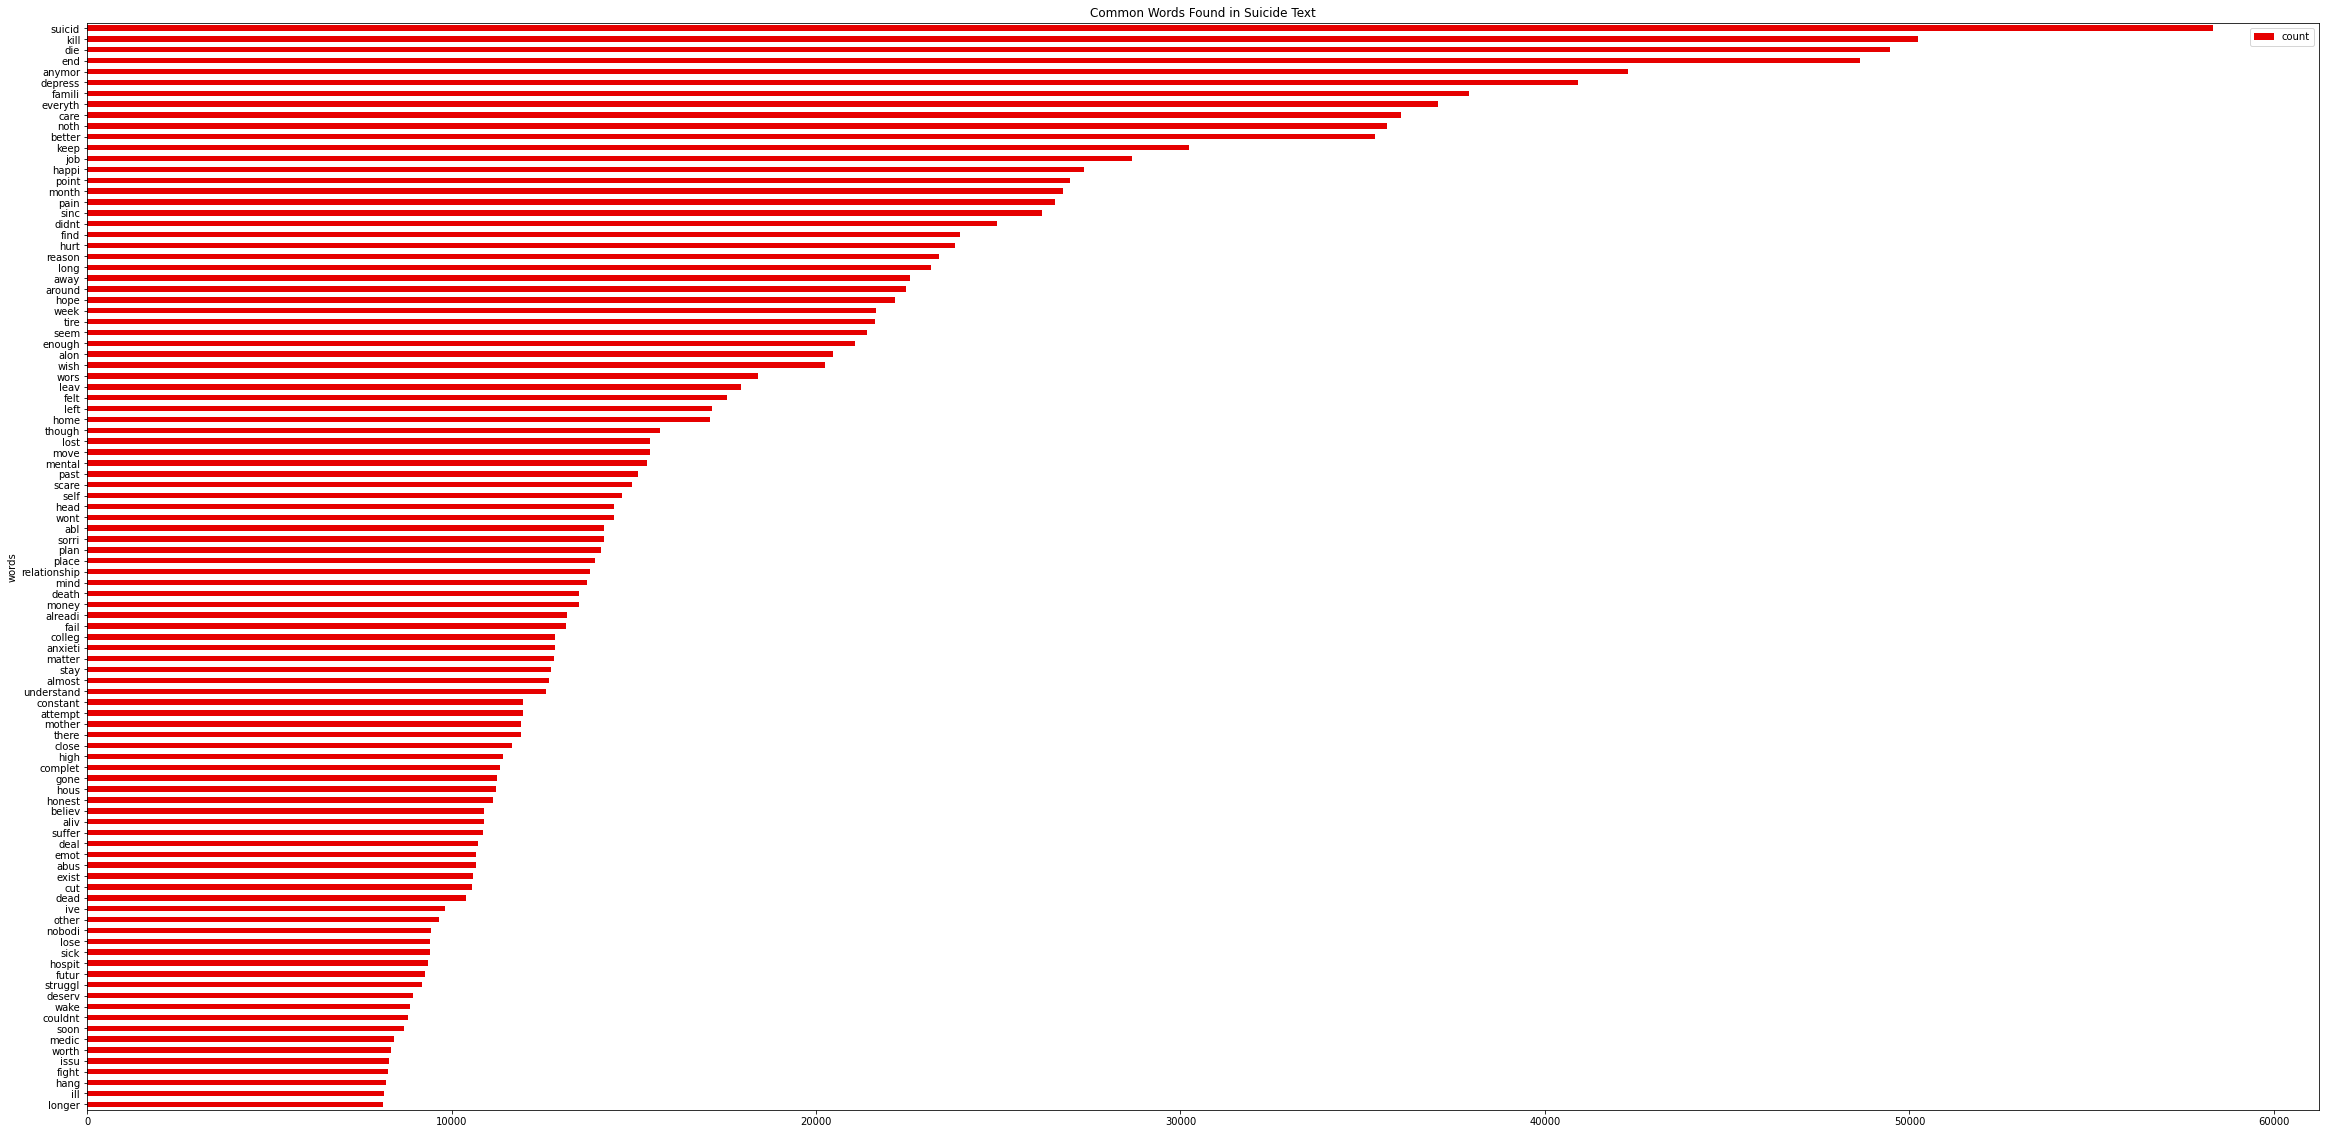 Common Words Found in Suicide Text
count
suicid
kill
die
end
anymor
depress
famili
everyth
care
noth
better
keep
job
happi
point
month
pain
sinc
didnt
find
hurt
reason
long
away
around
hope
week
tire
seem
enough
alon
wish
wors
leav
felt
left
home
though
lost
move
mental
past
scare
self
head
wont
abl
sorri
plan
place
relationship
mind
death
money
alreadi
fail
colleg
anxieti
matter
stay
almost
understand
constant
attempt
mother
there
close
high
complet
gone
hous
honest
believ
aliv
suffer
deal
emot
abus
exist
cut
dead
ive
other
nobodi
lose
sick
hospit
futur
struggl
deserv
wake
couldnt
soon
medic
worth
issu
fight
hang
ill
longer
words
0 10000 20000 30000 40000 50000 60000